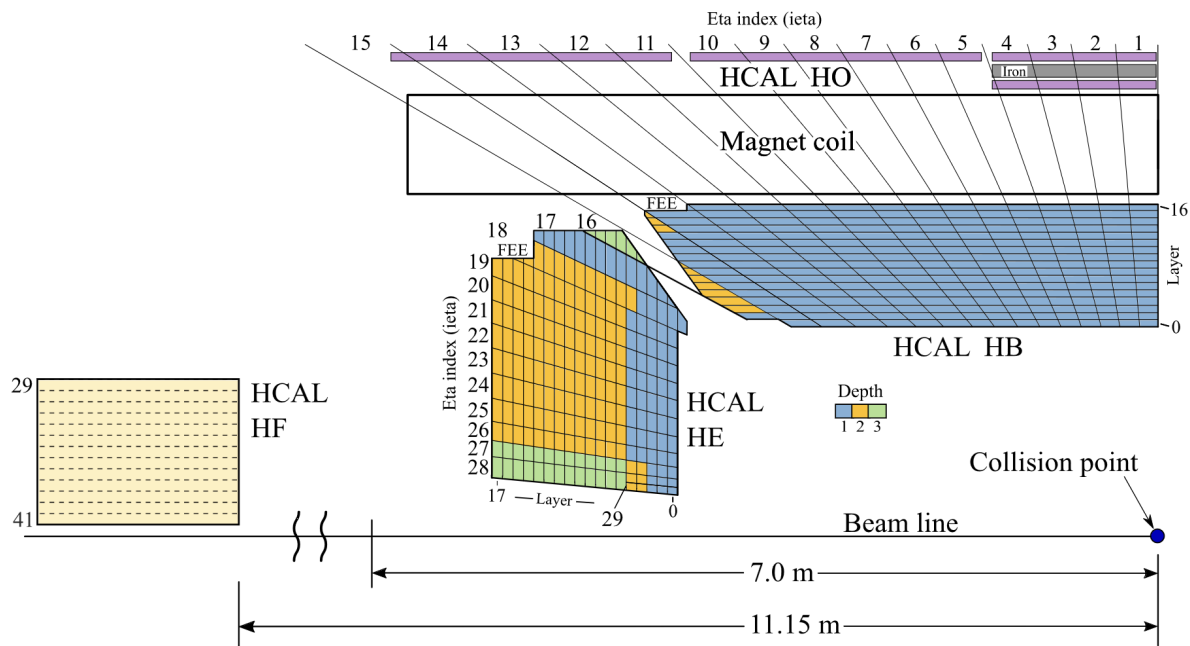 Eta index (ieta)
15 14 13 12 11 10 9 8 7 6 5 4 3 2 1
HCAL HO
Iron
Magnet coil
FEE
16
Layer
0
HCAL HB
18 17 16
FEE
19
20
21
22
23
24
25
26
27
28
Eta index (ieta)
17 Layer 29 0
HCAL
HE
Depth
1 2 3
29
41
HCAL
HF
Collision point
Beam line
7.0 m
11.15 m